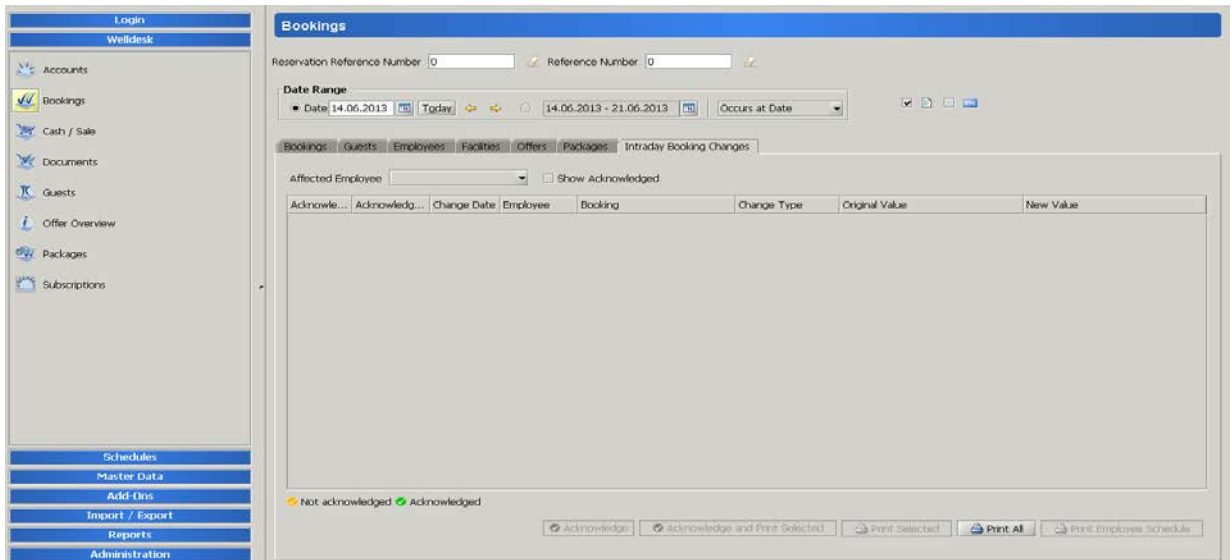 Login
Welldesk
Accounts
Bookings
Cash / Sale
Documents
Guests
Offer Overview
Packages
Subscriptions
Schedules
Master Data
Add-Ons
Import / Export
Reports
Administration
Bookings
Reservation Reference Number 0 Reference Number 0
Date Range
Date 14.06.2013 Today 14.06.2013 - 21.06.2013 Occurs at Date
Bookings Guests Employees Facilities Offers Packages Intraday Booking Changes
Affected Employee Show Acknowledged
Acknowle... Acknowledg... Change Date Employee Booking Change Type Original Value New Value
Not acknowledged Acknowledged
Acknowledge Acknowledge and Print Selected Print Selected Print All Print Employee Schedule